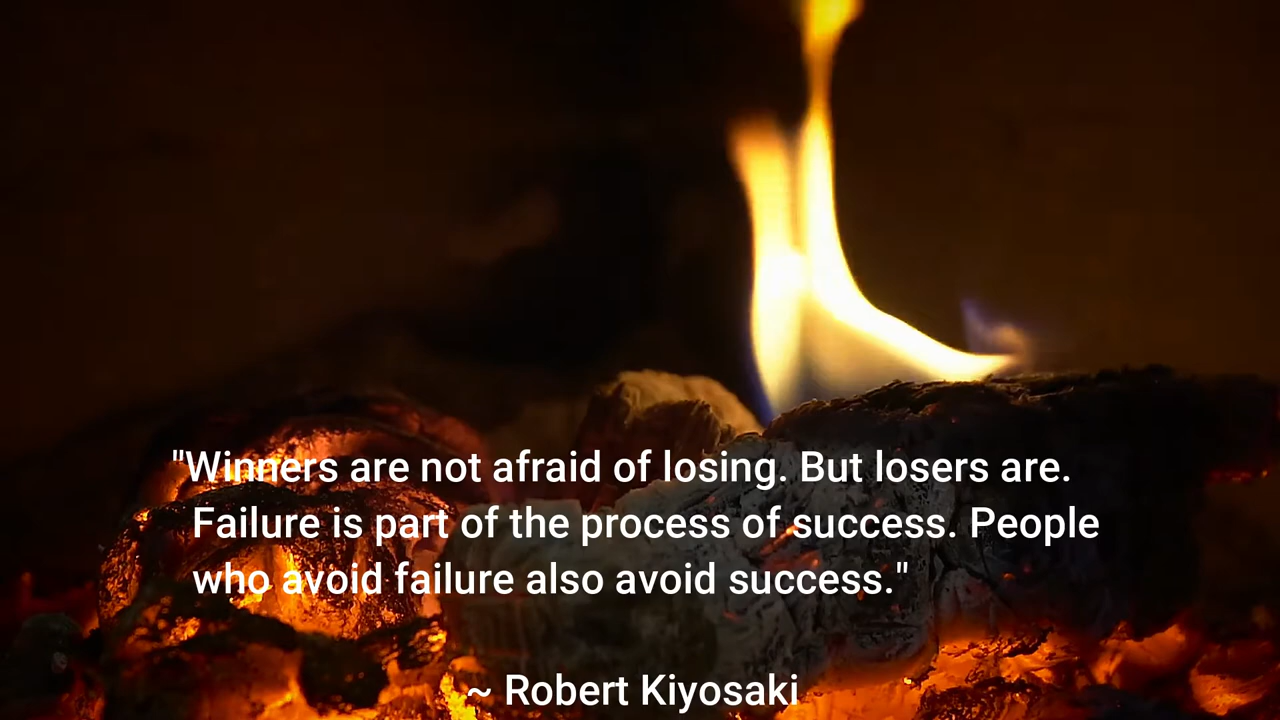 "Winners are not afraid of losing. But losers are.
Failure is part of the process of success. People
who avoid failure also avoid success."
~ Robert Kiyosaki